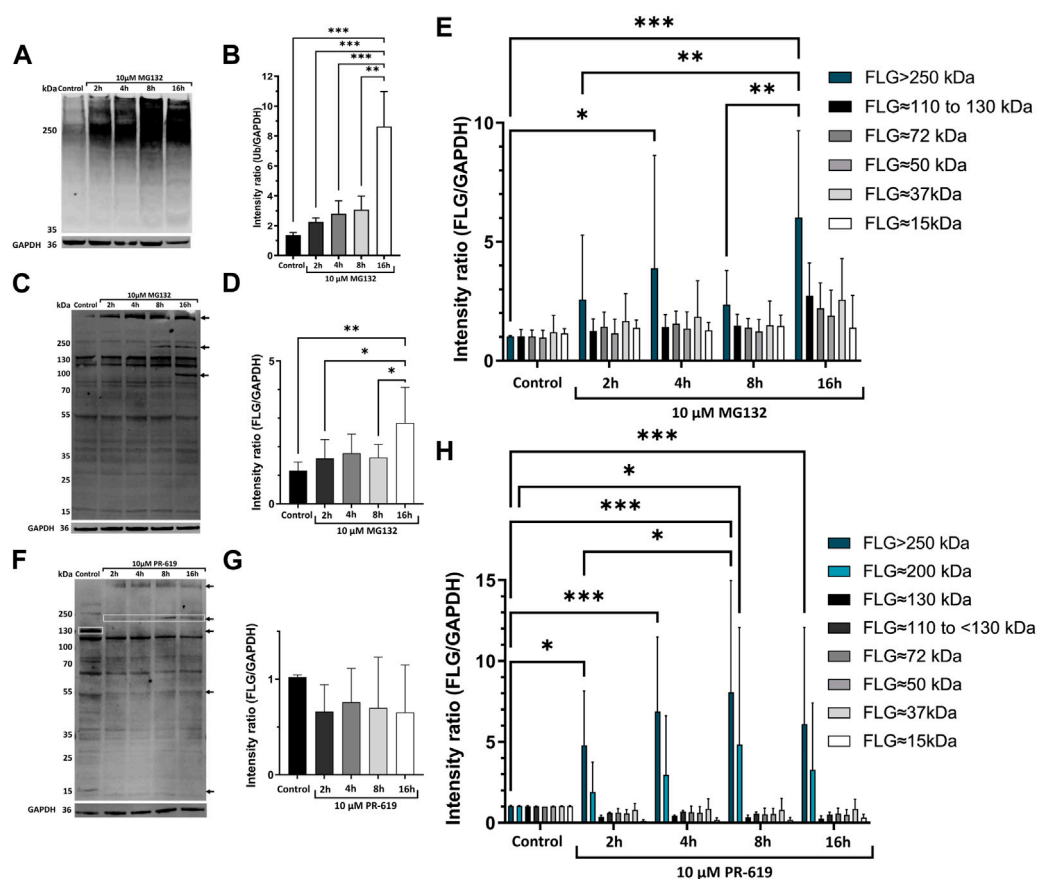 A
10µM MG132
kDa Control 2h 4h 8h 16h
250
35
GAPDH 36
B
***
***
***
**
Intensity ratio (Ub/GAPDH)
12
10
8
6
4
2
0
Control 2h 4h 8h 16h
10 µM MG132
C
10µM MG132
kDa Control 2h 4h 8h 16h
250
130
100
70
55
35
25
15
GAPDH 36
D
**
*
*
Intensity ratio (FLG/GAPDH)
5
0
Control 2h 4h 8h 16h
10 µM MG132
E
***
**
**
*
Intensity ratio (FLG/GAPDH)
10
5
0
Control 2h 4h 8h 16h
10 µM MG132
FLG>250 kDa
FLG≈110 to 130 kDa
FLG≈72 kDa
FLG≈50 kDa
FLG≈37kDa
FLG≈15kDa
F
10µM PR-619
kDa Control 2h 4h 8h 16h
250
130
100
70
55
35
25
15
GAPDH 36
G
Intensity ratio (FLG/GAPDH)
1
0
Control 2h 4h 8h 16h
10 µM PR-619
H
***
*
***
*
***
*
Intensity ratio (FLG/GAPDH)
15
10
5
0
Control 2h 4h 8h 16h
10 µM PR-619
FLG>250 kDa
FLG≈200 kDa
FLG≈130 kDa
FLG≈110 to <130 kDa
FLG≈72 kDa
FLG≈50 kDa
FLG≈37kDa
FLG≈15kDa